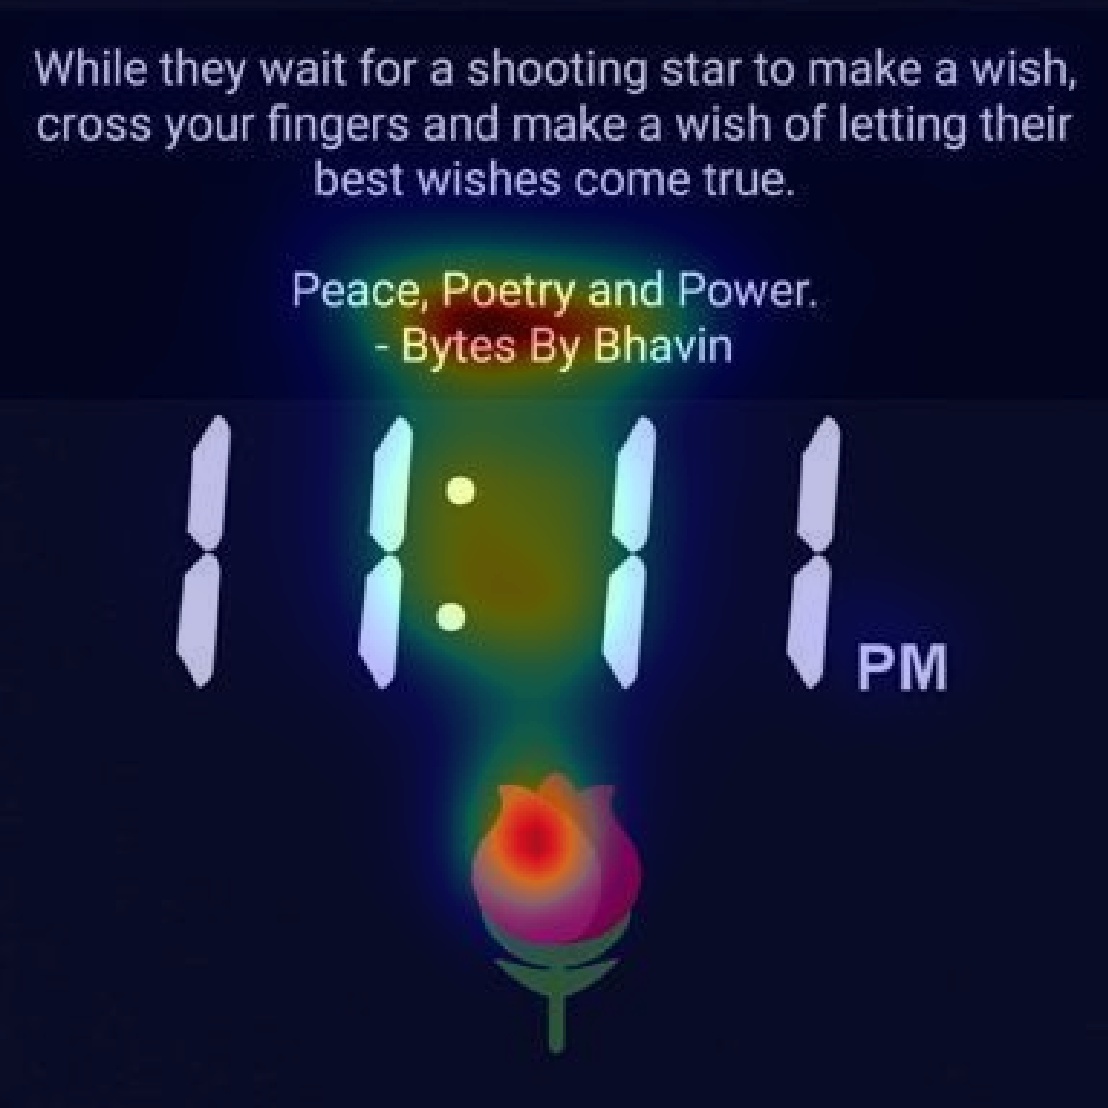 While they wait for a shooting star to make a wish,
cross your fingers and make a wish of letting their
best wishes come true.
Peace, Poetry and Power.
- Bytes By Bhavin
11:11 PM